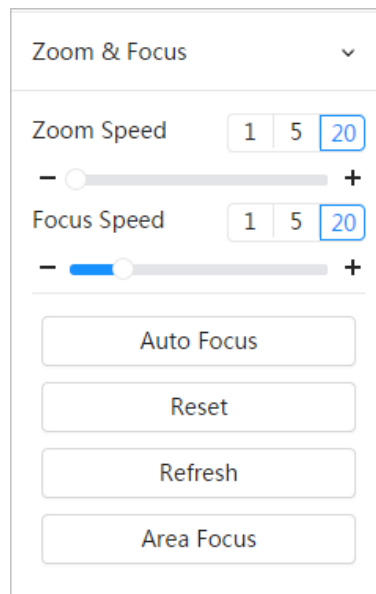 Zoom & Focus
Zoom Speed 1 5 20
− +
Focus Speed 1 5 20
− +
Auto Focus
Reset
Refresh
Area Focus